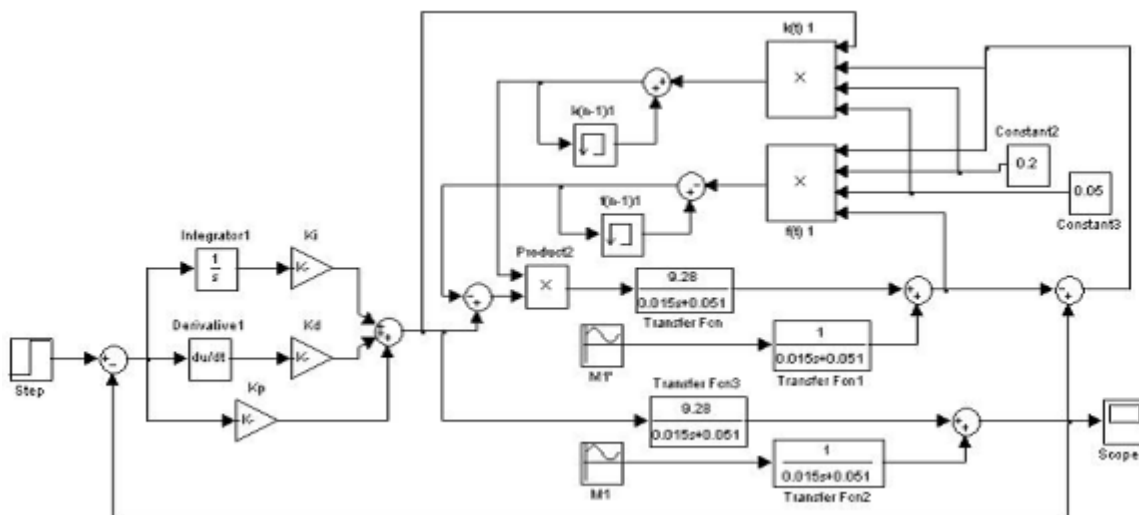 k(t) 1
×
k(n-1)1
Constant2
0.2
0.05
Constant3
×
f(t) 1
f(n-1)1
Integrator1
1
s
Ki
K-
Product2
×
9.28
0.015s+0.051
Transfer Fcn
Derivative1
du/dt
Kd
K-
Step
M1'
1
0.015s+0.051
Transfer Fcn1
Kp
K-
Transfer Fcn3
9.28
0.015s+0.051
Scope
M1
1
0.015s+0.051
Transfer Fcn2